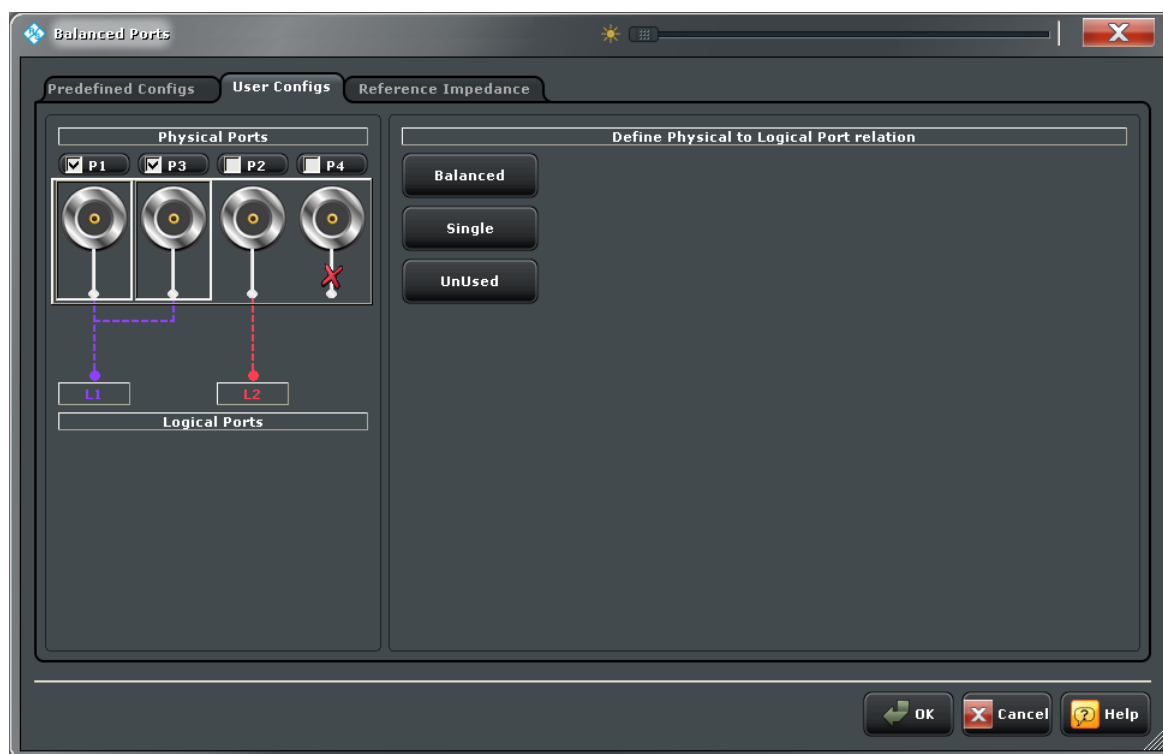 Balanced Ports
Predefined Configs User Configs Reference Impedance
Physical Ports
P1 P3 P2 P4
L1 L2
Logical Ports
Define Physical to Logical Port relation
Balanced
Single
UnUsed
OK Cancel Help